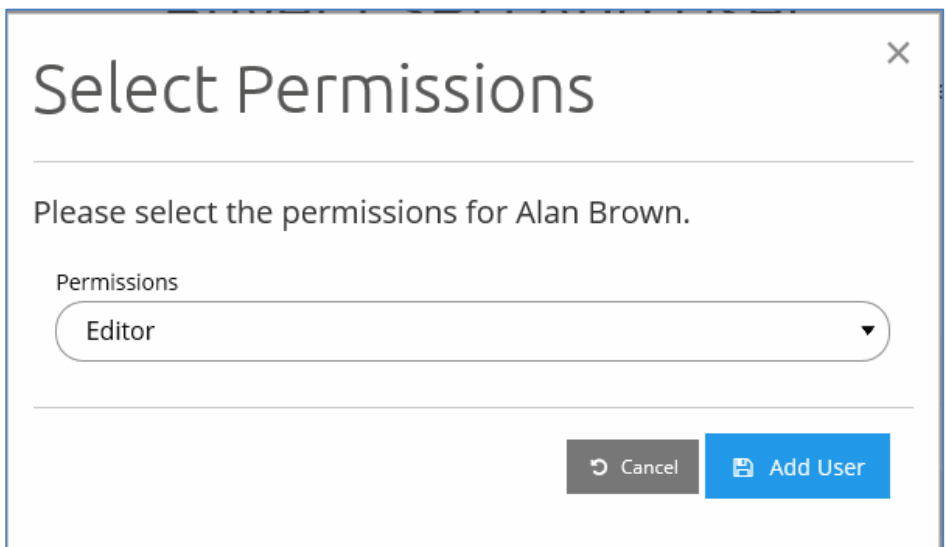 Select Permissions
Please select the permissions for Alan Brown.
Permissions
Editor
Cancel
Add User